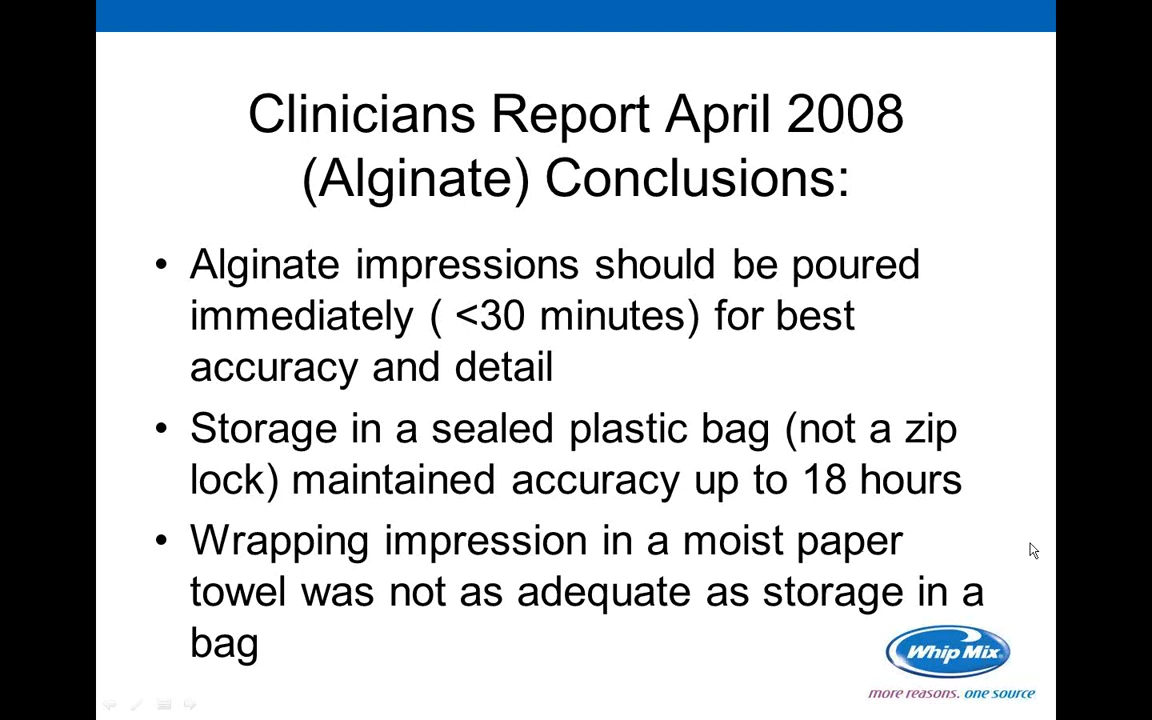 Clinicians Report April 2008
(Alginate) Conclusions:
• Alginate impressions should be poured
immediately ( <30 minutes) for best
accuracy and detail
• Storage in a sealed plastic bag (not a zip
lock) maintained accuracy up to 18 hours
• Wrapping impression in a moist paper
towel was not as adequate as storage in a
bag
Whip Mix®
more reasons. one source